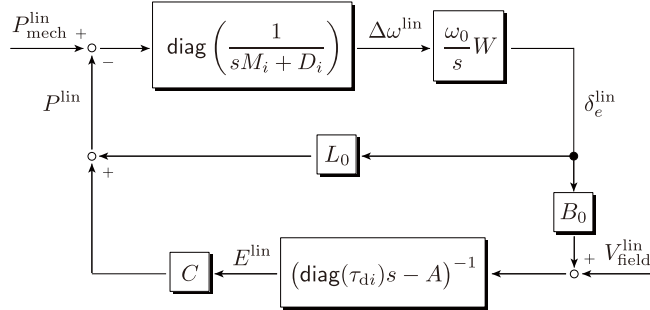 P_mech^lin + − diag ( 1 / (sM_i + D_i) ) Δω^lin ω_0/s W
P^lin δ_e^lin
L_0
+
B_0
E^lin + V_field^lin
C (diag(τ_di)s − A)^−1